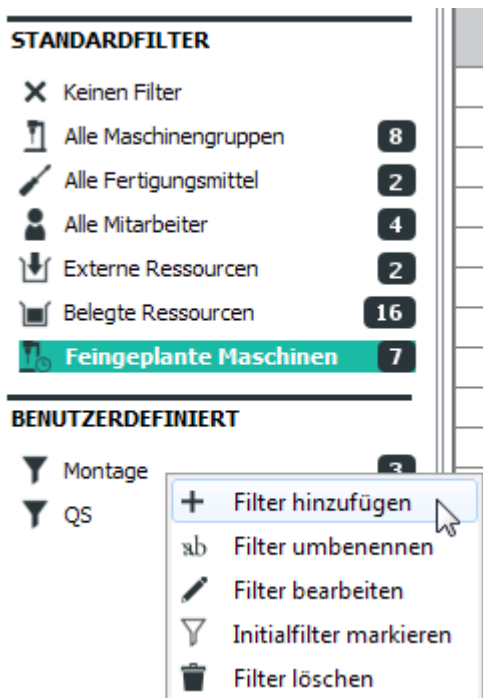 STANDARDFILTER
Keinen Filter
Alle Maschinengruppen 8
Alle Fertigungsmittel 2
Alle Mitarbeiter 4
Externe Ressourcen 2
Belegte Ressourcen 16
Feingeplante Maschinen 7
BENUTZERDEFINIERT
Montage 3
QS
Filter hinzufügen
ab Filter umbenennen
Filter bearbeiten
Initialfilter markieren
Filter löschen